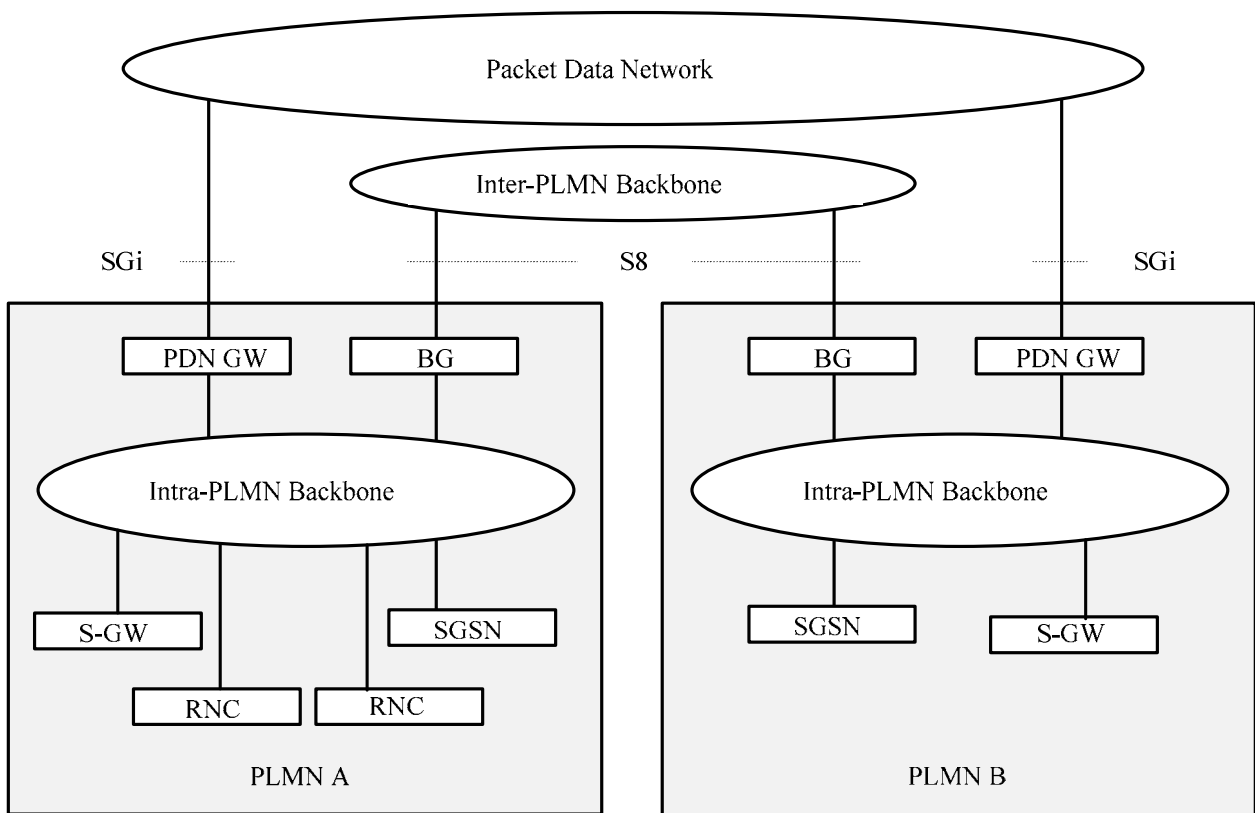 Packet Data Network
Inter-PLMN Backbone
SGi
S8
SGi
PDN GW
BG
BG
PDN GW
Intra-PLMN Backbone
Intra-PLMN Backbone
S-GW
SGSN
SGSN
S-GW
RNC
RNC
PLMN A
PLMN B